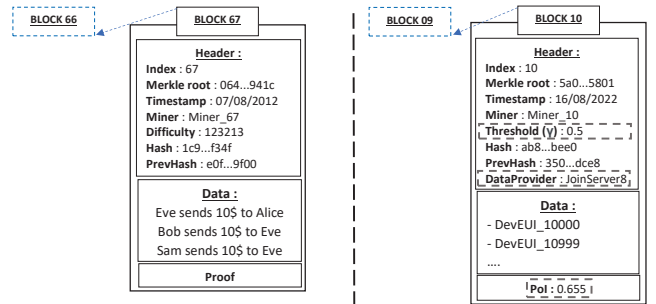 BLOCK 66
BLOCK 67
Header :
Index : 67
Merkle root : 064...941c
Timestamp : 07/08/2012
Miner : Miner_67
Difficulty : 123213
Hash : 1c9...f34f
PrevHash : e0f...9f00
Data :
Eve sends 10$ to Alice
Bob sends 10$ to Eve
Sam sends 10$ to Eve
Proof
BLOCK 09
BLOCK 10
Header :
Index : 10
Merkle root : 5a0...5801
Timestamp : 16/08/2022
Miner : Miner_10
Threshold (γ) : 0.5
Hash : ab8...bee0
PrevHash : 350...dce8
DataProvider : JoinServer8
Data :
- DevEUI_10000
- DevEUI_10999
....
PoI : 0.655